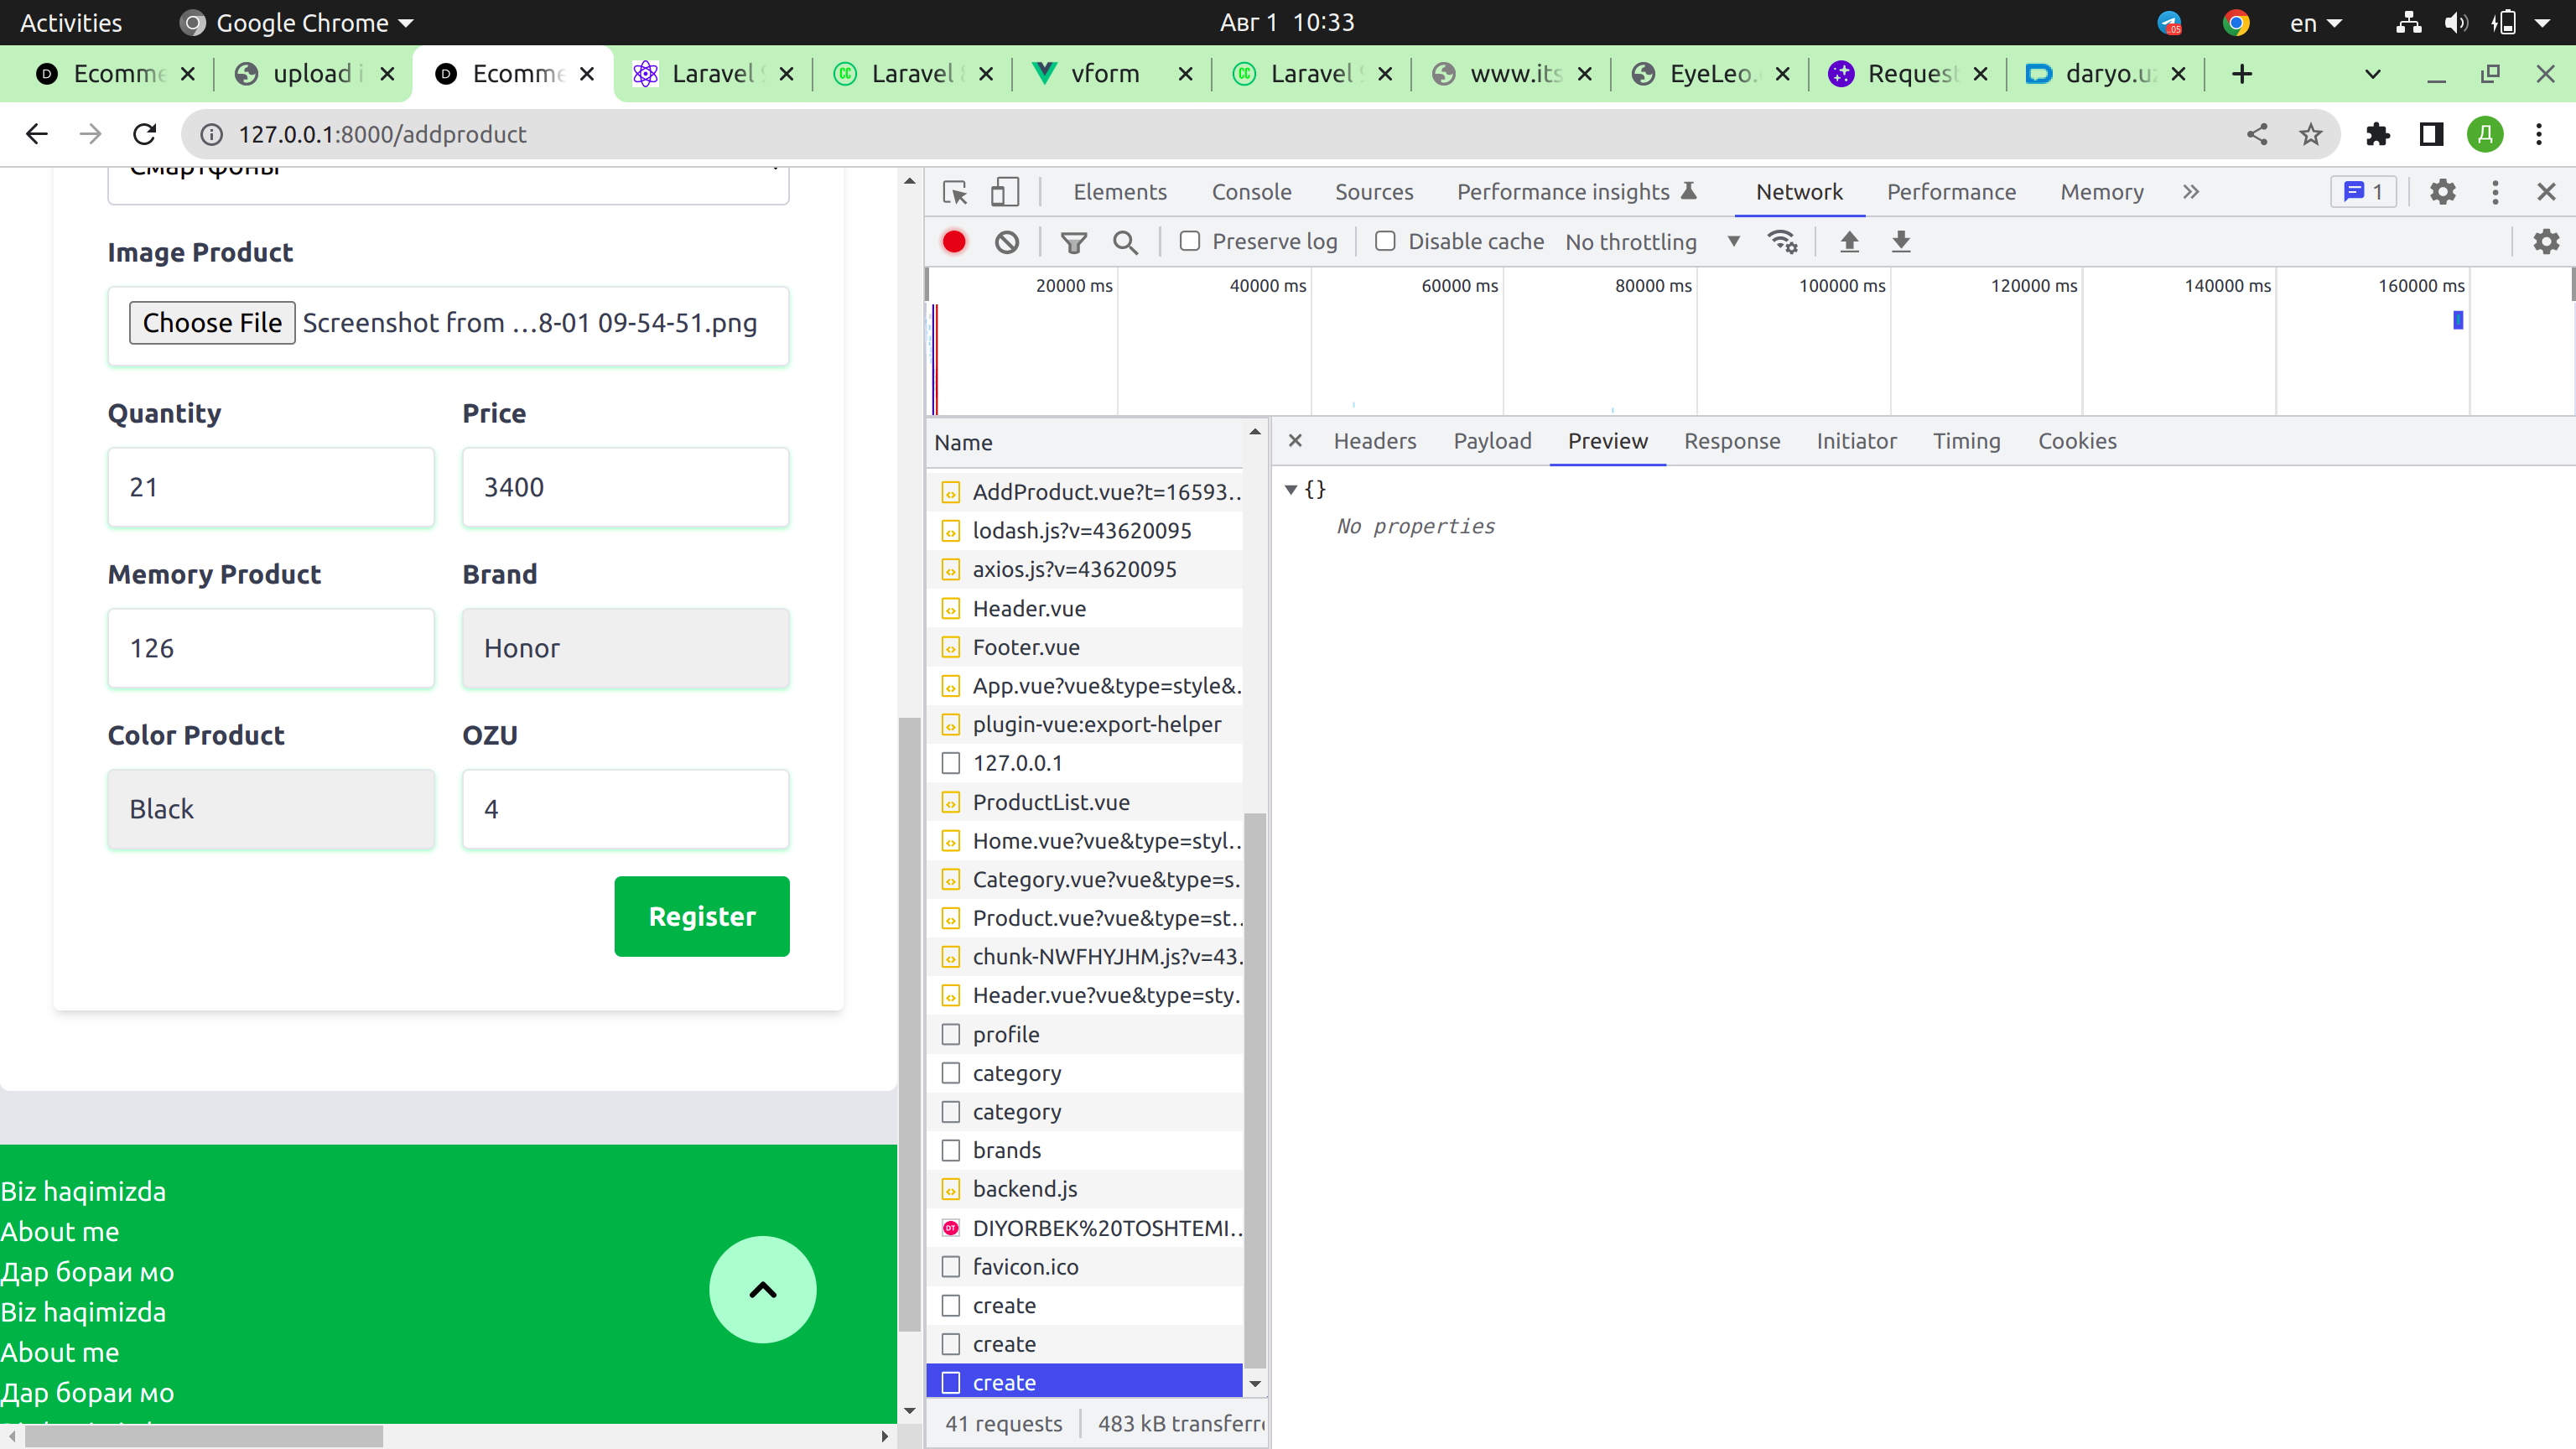 Activities Google Chrome Авг 1 10:33 en
Ecomme upload i Ecomme Laravel 9 Laravel 8 vform Laravel 9 www.its EyeLeo. Request daryo.uz
127.0.0.1:8000/addproduct
Смартфоны
Image Product
Choose File Screenshot from …8-01 09-54-51.png
Quantity Price
21 3400
Memory Product Brand
126 Honor
Color Product OZU
Black 4
Register
Biz haqimizda
About me
Дар бораи мо
Biz haqimizda
About me
Дар бораи мо
Elements Console Sources Performance insights Network Performance Memory 1
Preserve log Disable cache No throttling
20000 ms 40000 ms 60000 ms 80000 ms 100000 ms 120000 ms 140000 ms 160000 ms
Name
AddProduct.vue?t=16593…
lodash.js?v=43620095
axios.js?v=43620095
Header.vue
Footer.vue
App.vue?vue&type=style&…
plugin-vue:export-helper
127.0.0.1
ProductList.vue
Home.vue?vue&type=styl…
Category.vue?vue&type=s…
Product.vue?vue&type=st…
chunk-NWFHYJHM.js?v=43…
Header.vue?vue&type=sty…
profile
category
category
brands
backend.js
DIYORBEK%20TOSHTEMI…
favicon.ico
create
create
create
41 requests 483 kB transferre
Headers Payload Preview Response Initiator Timing Cookies
{}
No properties